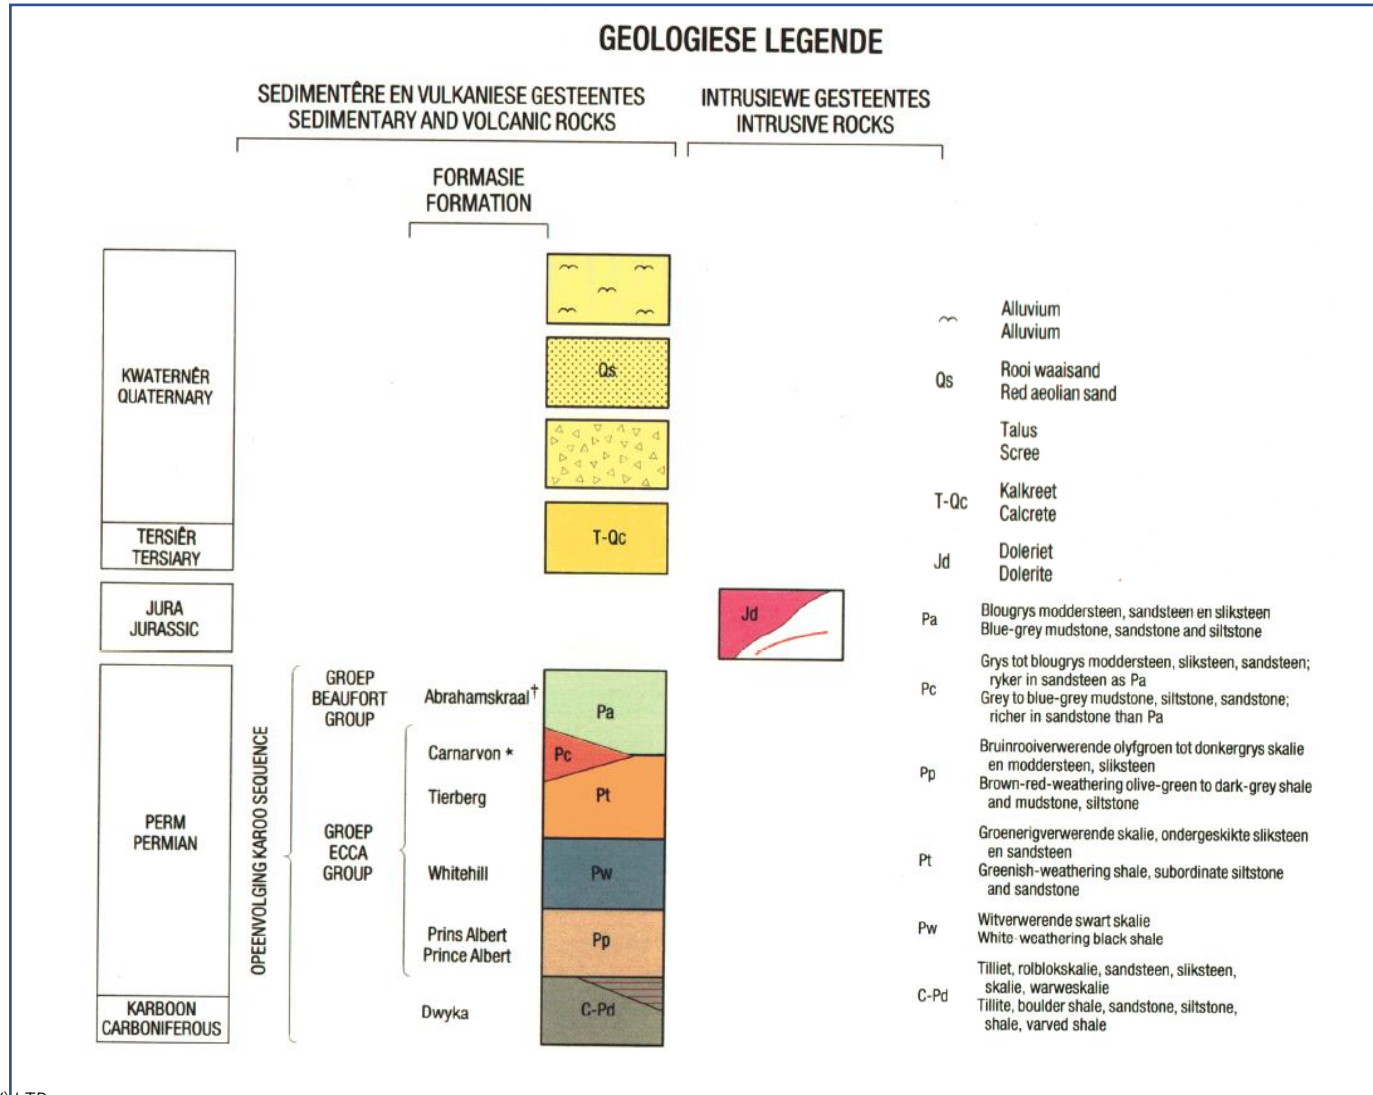 GEOLOGIESE LEGENDE
SEDIMENTÊRE EN VULKANIESE GESTEENTES
SEDIMENTARY AND VOLCANIC ROCKS
INTRUSIEWE GESTEENTES
INTRUSIVE ROCKS
FORMASIE
FORMATION
KWATERNÊR
QUATERNARY
TERSIÊR
TERSIARY
JURA
JURASSIC
PERM
PERMIAN
KARBOON
CARBONIFEROUS
OPEENVOLGING KAROO SEQUENCE
GROEP
BEAUFORT
GROUP
GROEP
ECCA
GROUP
Abrahamskraal†
Carnarvon *
Tierberg
Whitehill
Prins Albert
Prince Albert
Dwyka
Qs
T-Qc
Jd
Pa
Pc
Pt
Pw
Pp
C-Pd
Alluvium
Alluvium
Qs
Rooi waaisand
Red aeolian sand
Talus
Scree
T-Qc
Kalkreet
Calcrete
Jd
Doleriet
Dolerite
Pa
Blougrys moddersteen, sandsteen en sliksteen
Blue-grey mudstone, sandstone and siltstone
Pc
Grys tot blougrys moddersteen, sliksteen, sandsteen;
ryker in sandsteen as Pa
Grey to blue-grey mudstone, siltstone, sandstone;
richer in sandstone than Pa
Pp
Bruinrooiverwerende olyfgroen tot donkergrys skalie
en moddersteen, sliksteen
Brown-red-weathering olive-green to dark-grey shale
and mudstone, siltstone
Pt
Groenerigverwerende skalie, ondergeskikte sliksteen
en sandsteen
Greenish-weathering shale, subordinate siltstone
and sandstone
Pw
Witverwerende swart skalie
White-weathering black shale
C-Pd
Tilliet, rolblokskalie, sandsteen, sliksteen,
skalie, warweskalie
Tillite, boulder shale, sandstone, siltstone,
shale, varved shale